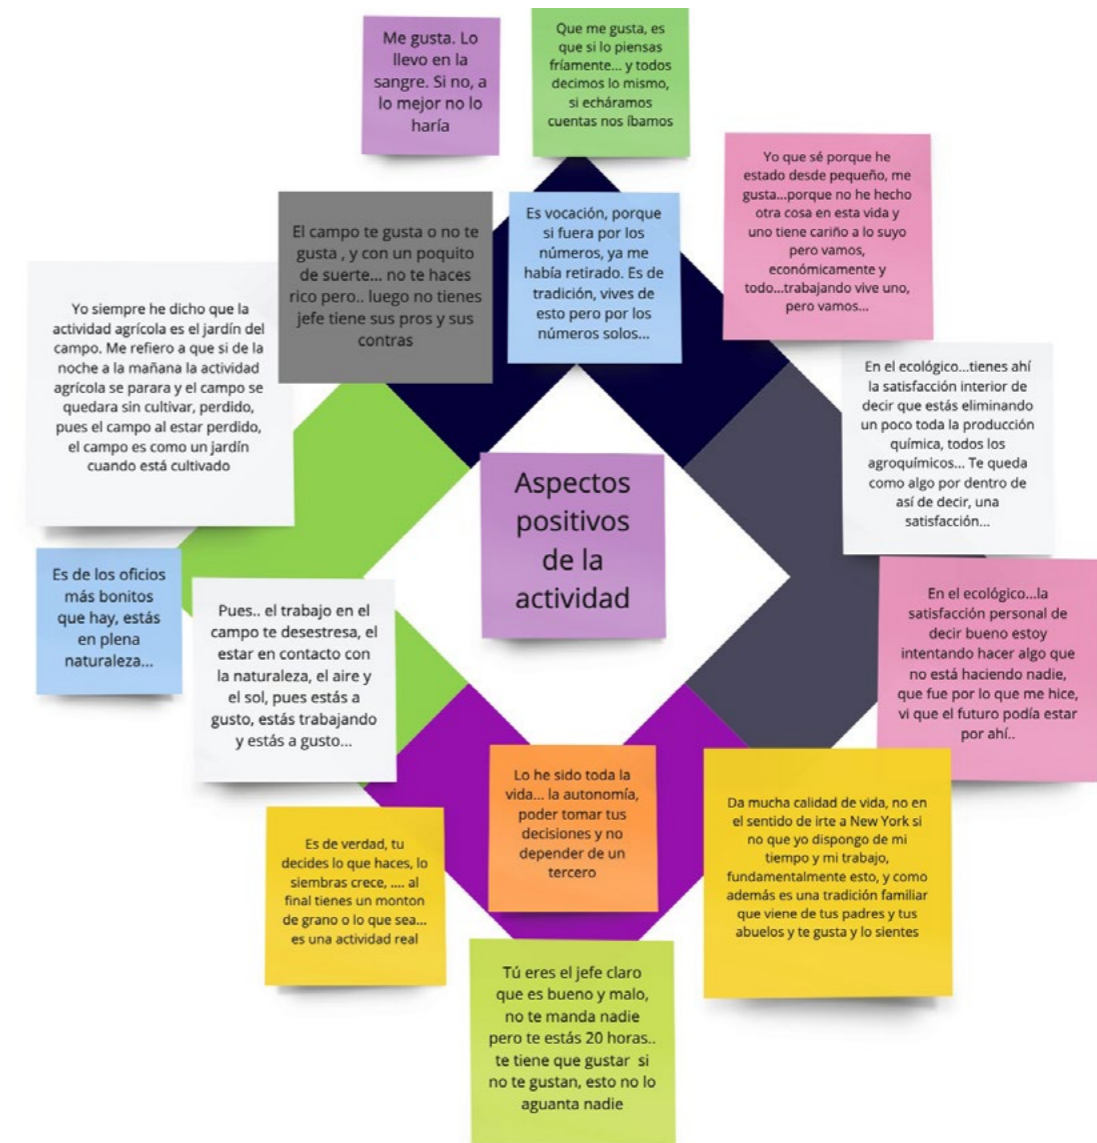 Me gusta. Lo
llevo en la
sangre. Si no, a
lo mejor no lo
haría
Que me gusta, es
que si lo piensas
fríamente... y todos
decimos lo mismo,
si echáramos
cuentas nos íbamos
Yo que sé porque he
estado desde pequeño, me
gusta...porque no he hecho
otra cosa en esta vida y
uno tiene cariño a lo suyo
pero vamos,
económicamente y
todo...trabajando vive uno,
pero vamos...
El campo te gusta o no te
gusta , y con un poquito
de suerte... no te haces
rico pero.. luego no tienes
jefe tiene sus pros y sus
contras
Es vocación, porque
si fuera por los
números, ya me
había retirado. Es de
tradición, vives de
esto pero por los
números solos...
Yo siempre he dicho que la
actividad agrícola es el jardín del
campo. Me refiero a que si de la
noche a la mañana la actividad
agrícola se parara y el campo se
quedara sin cultivar, perdido,
pues el campo al estar perdido,
el campo es como un jardín
cuando está cultivado
En el ecológico...tienes ahí
la satisfacción interior de
decir que estás eliminando
un poco toda la producción
química, todos los
agroquímicos... Te queda
como algo por dentro de
así de decir, una
satisfacción...
Aspectos
positivos
de la
actividad
Es de los oficios
más bonitos
que hay, estás
en plena
naturaleza...
Pues.. el trabajo en el
campo te desestresa, el
estar en contacto con
la naturaleza, el aire y
el sol, pues estás a
gusto, estás trabajando
y estás a gusto...
En el ecológico...la
satisfacción personal de
decir bueno estoy
intentando hacer algo que
no está haciendo nadie,
que fue por lo que me hice,
vi que el futuro podía estar
por ahí..
Lo he sido toda la
vida... la autonomía,
poder tomar tus
decisiones y no
depender de un
tercero
Da mucha calidad de vida, no en
el sentido de irte a New York si
no que yo dispongo de mi
tiempo y mi trabajo,
fundamentalmente esto, y como
además es una tradición familiar
que viene de tus padres y tus
abuelos y te gusta y lo sientes
Es de verdad, tu
decides lo que haces, lo
siembras crece, .... al
final tienes un monton
de grano o lo que sea...
es una actividad real
Tú eres el jefe claro
que es bueno y malo,
no te manda nadie
pero te estás 20 horas..
te tiene que gustar si
no te gustan, esto no lo
aguanta nadie